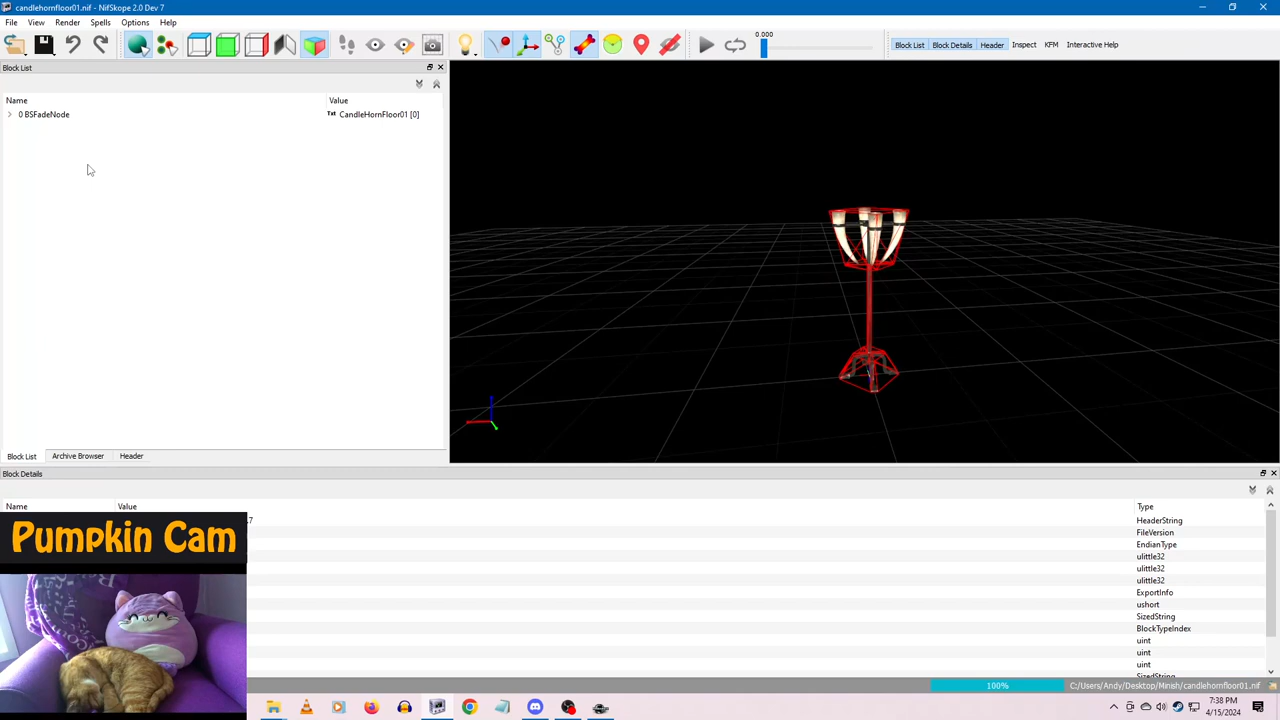 candlehornfloor01.nif - NifSkope 2.0 Dev 7
File View Render Spells Options Help
0.000
Block List Block Details Header Inspect KFM Interactive Help
Block List
Name Value
0 BSFadeNode Txt CandleHornFloor01 [0]
Block List Archive Browser Header
Block Details
Name Value Type
.7 HeaderString
FileVersion
EndianType
ulittle32
ulittle32
ulittle32
ExportInfo
ushort
SizedString
BlockTypeIndex
uint
uint
uint
SizedString
Pumpkin Cam
100% C:/Users/Andy/Desktop/Minish/candlehornfloor01.nif
7:38 PM
4/15/2024